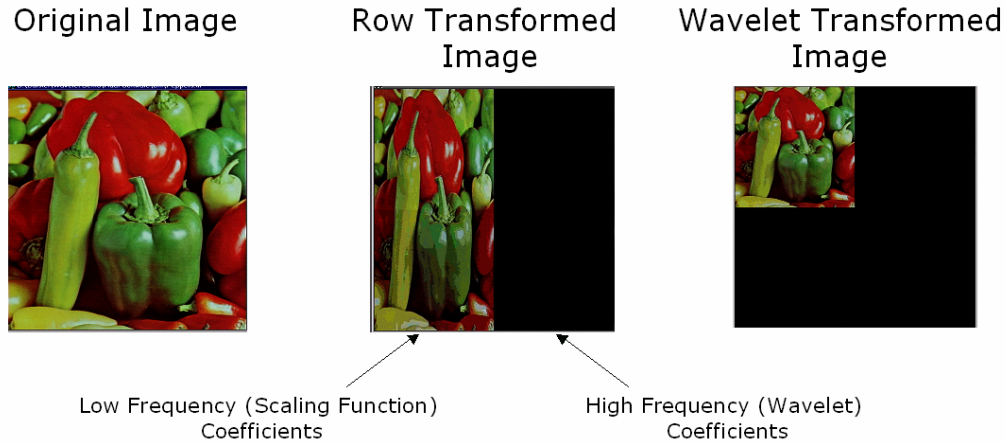 Original Image
Row Transformed
Image
Wavelet Transformed
Image
Low Frequency (Scaling Function)
Coefficients
High Frequency (Wavelet)
Coefficients